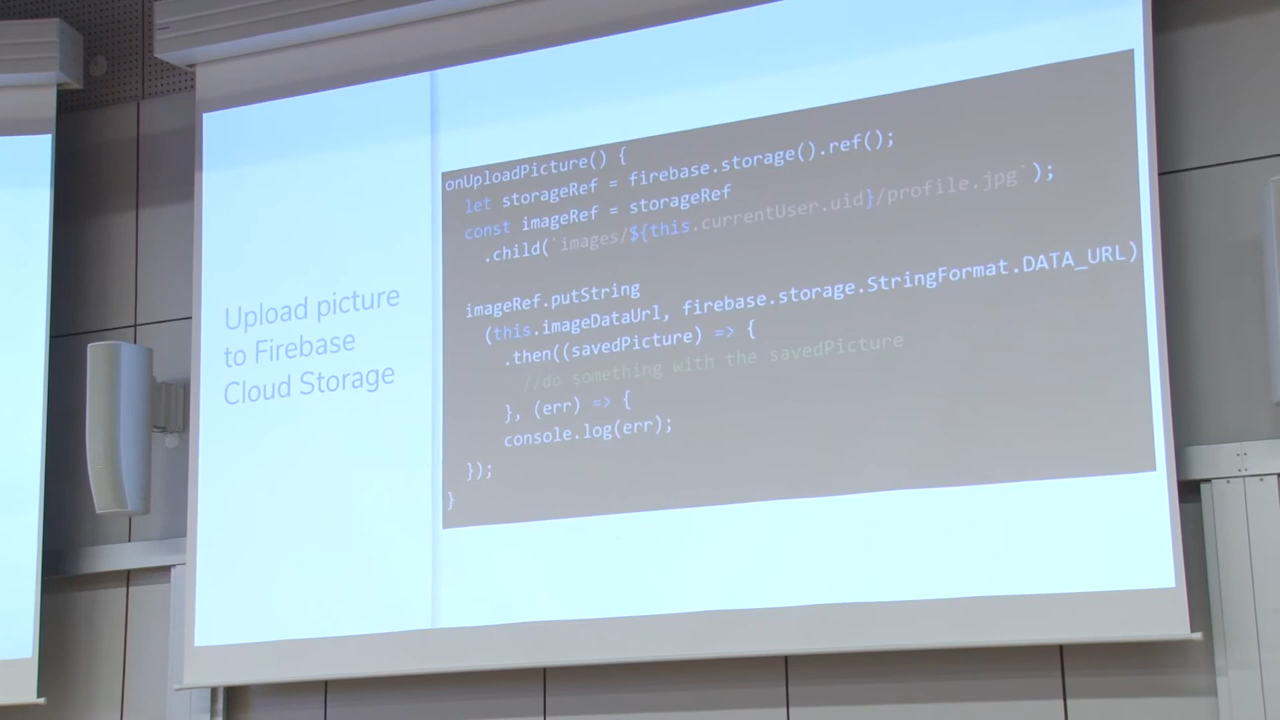 Upload picture
to Firebase
Cloud Storage
onUploadPicture() {
let storageRef = firebase.storage().ref();
const imageRef = storageRef
.child(`images/${this.currentUser.uid}/profile.jpg`);
imageRef.putString
(this.imageDataUrl, firebase.storage.StringFormat.DATA_URL)
.then((savedPicture) => {
//do something with the savedPicture
}, (err) => {
console.log(err);
});
}